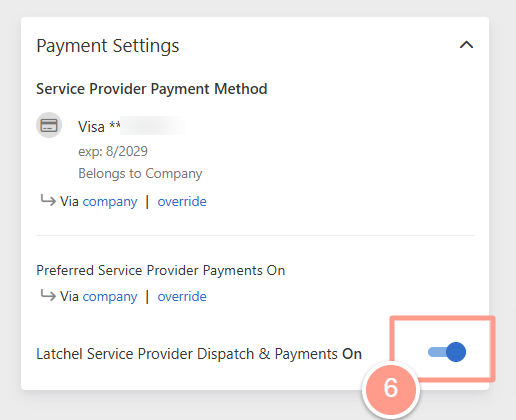 Payment Settings
Service Provider Payment Method
Visa **
exp: 8/2029
Belongs to Company
Via company | override
Preferred Service Provider Payments On
Via company | override
Latchel Service Provider Dispatch & Payments On
6